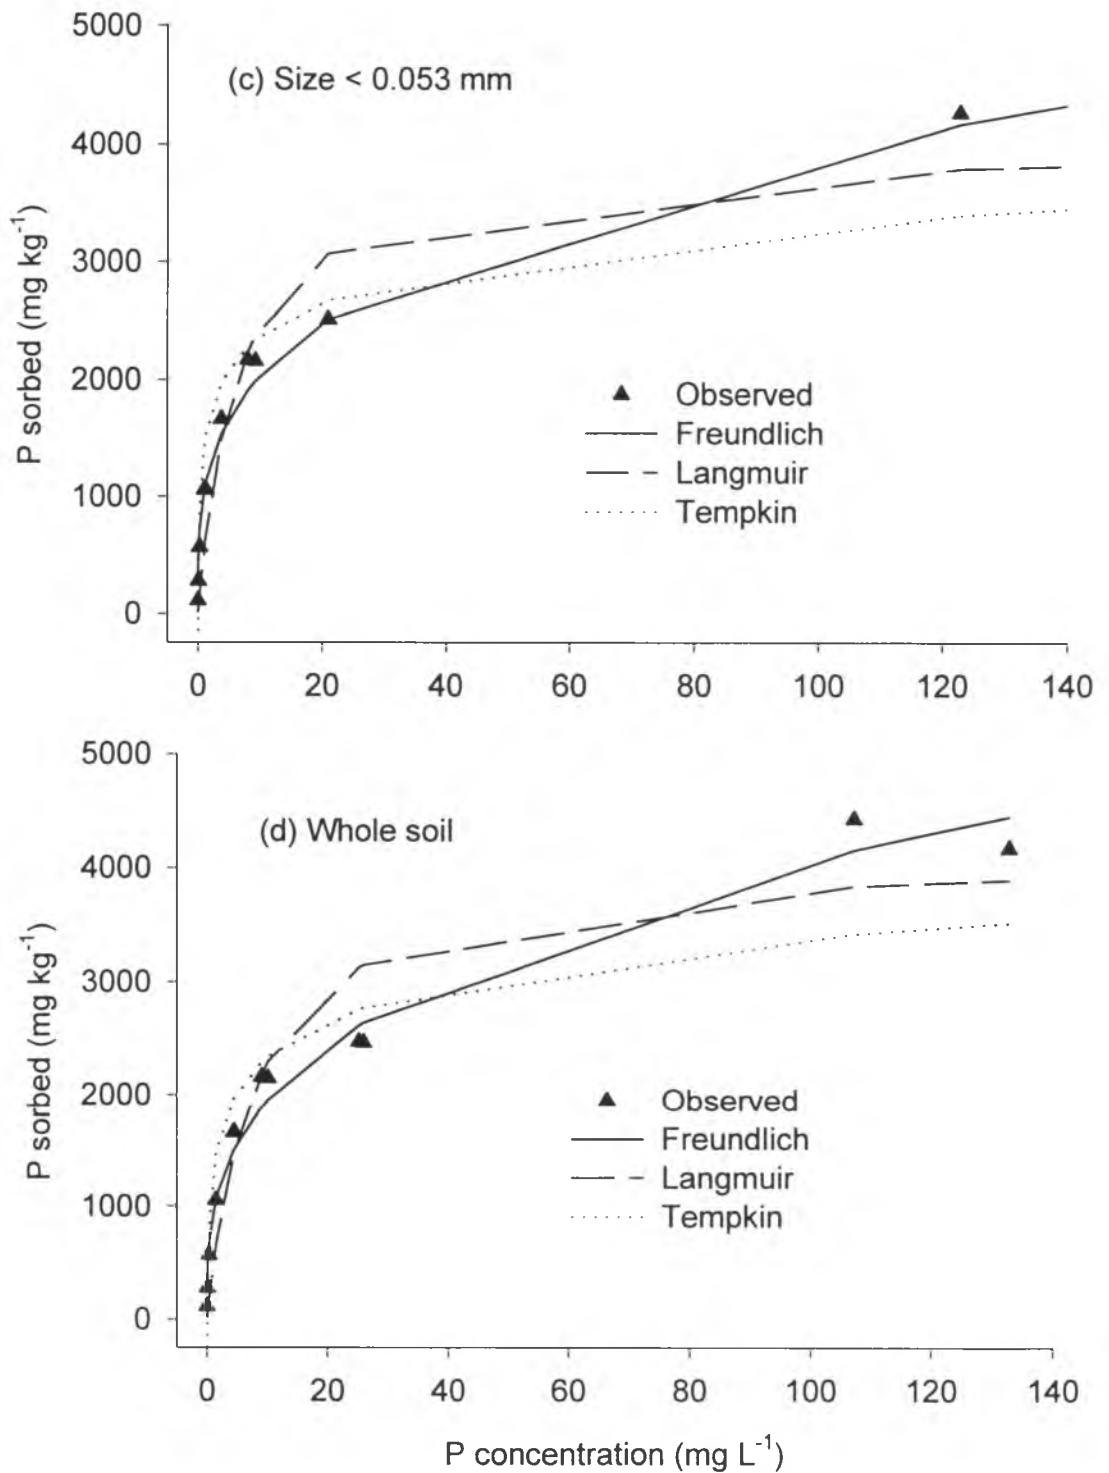 5000
(c) Size < 0.053 mm
4000
3000
2000
1000
0
P sorbed (mg kg⁻¹)
Observed
Freundlich
Langmuir
Tempkin
0 20 40 60 80 100 120 140
5000
(d) Whole soil
4000
3000
2000
1000
0
P sorbed (mg kg⁻¹)
Observed
Freundlich
Langmuir
Tempkin
0 20 40 60 80 100 120 140
P concentration (mg L⁻¹)